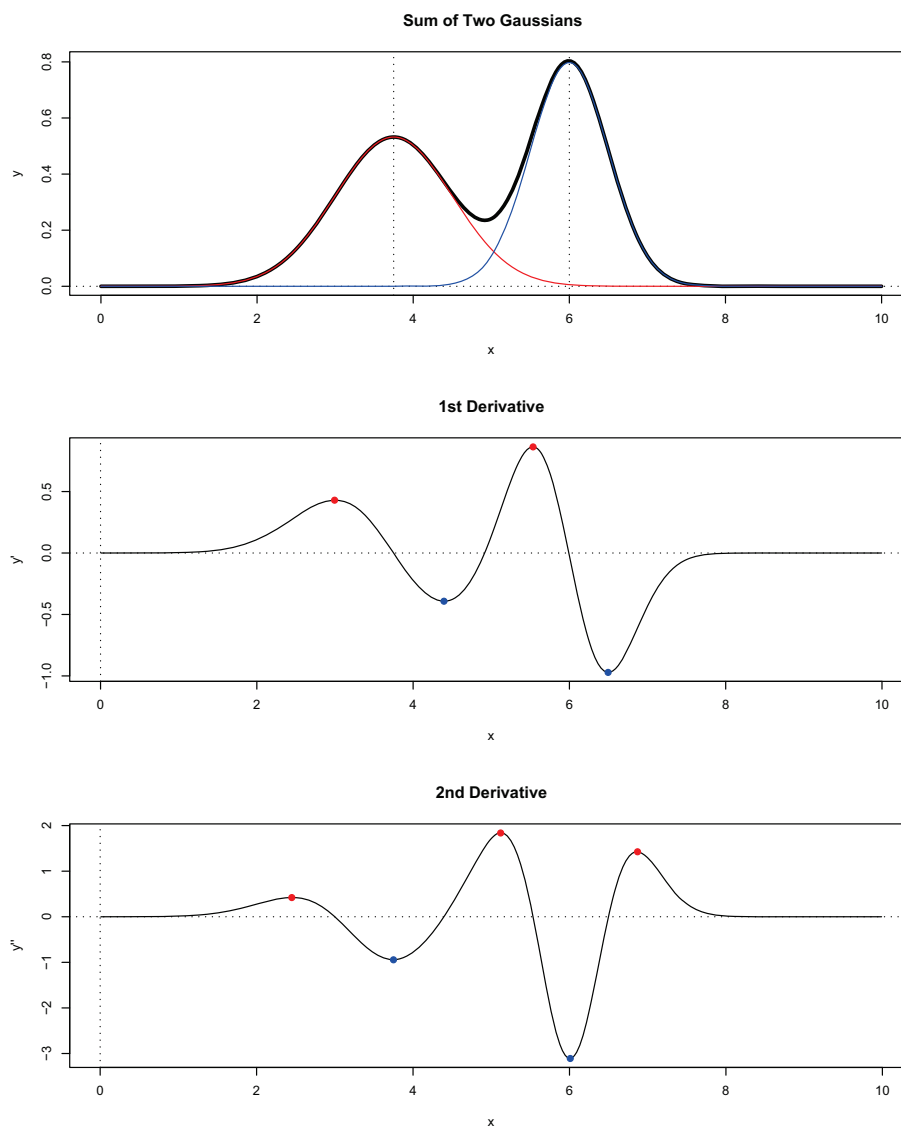 Sum of Two Gaussians
0.8
0.6
0.4
0.2
0.0
y
0 2 4 6 8 10
x
1st Derivative
0.5
0.0
−0.5
−1.0
y'
0 2 4 6 8 10
x
2nd Derivative
2
1
0
−1
−2
−3
y''
0 2 4 6 8 10
x